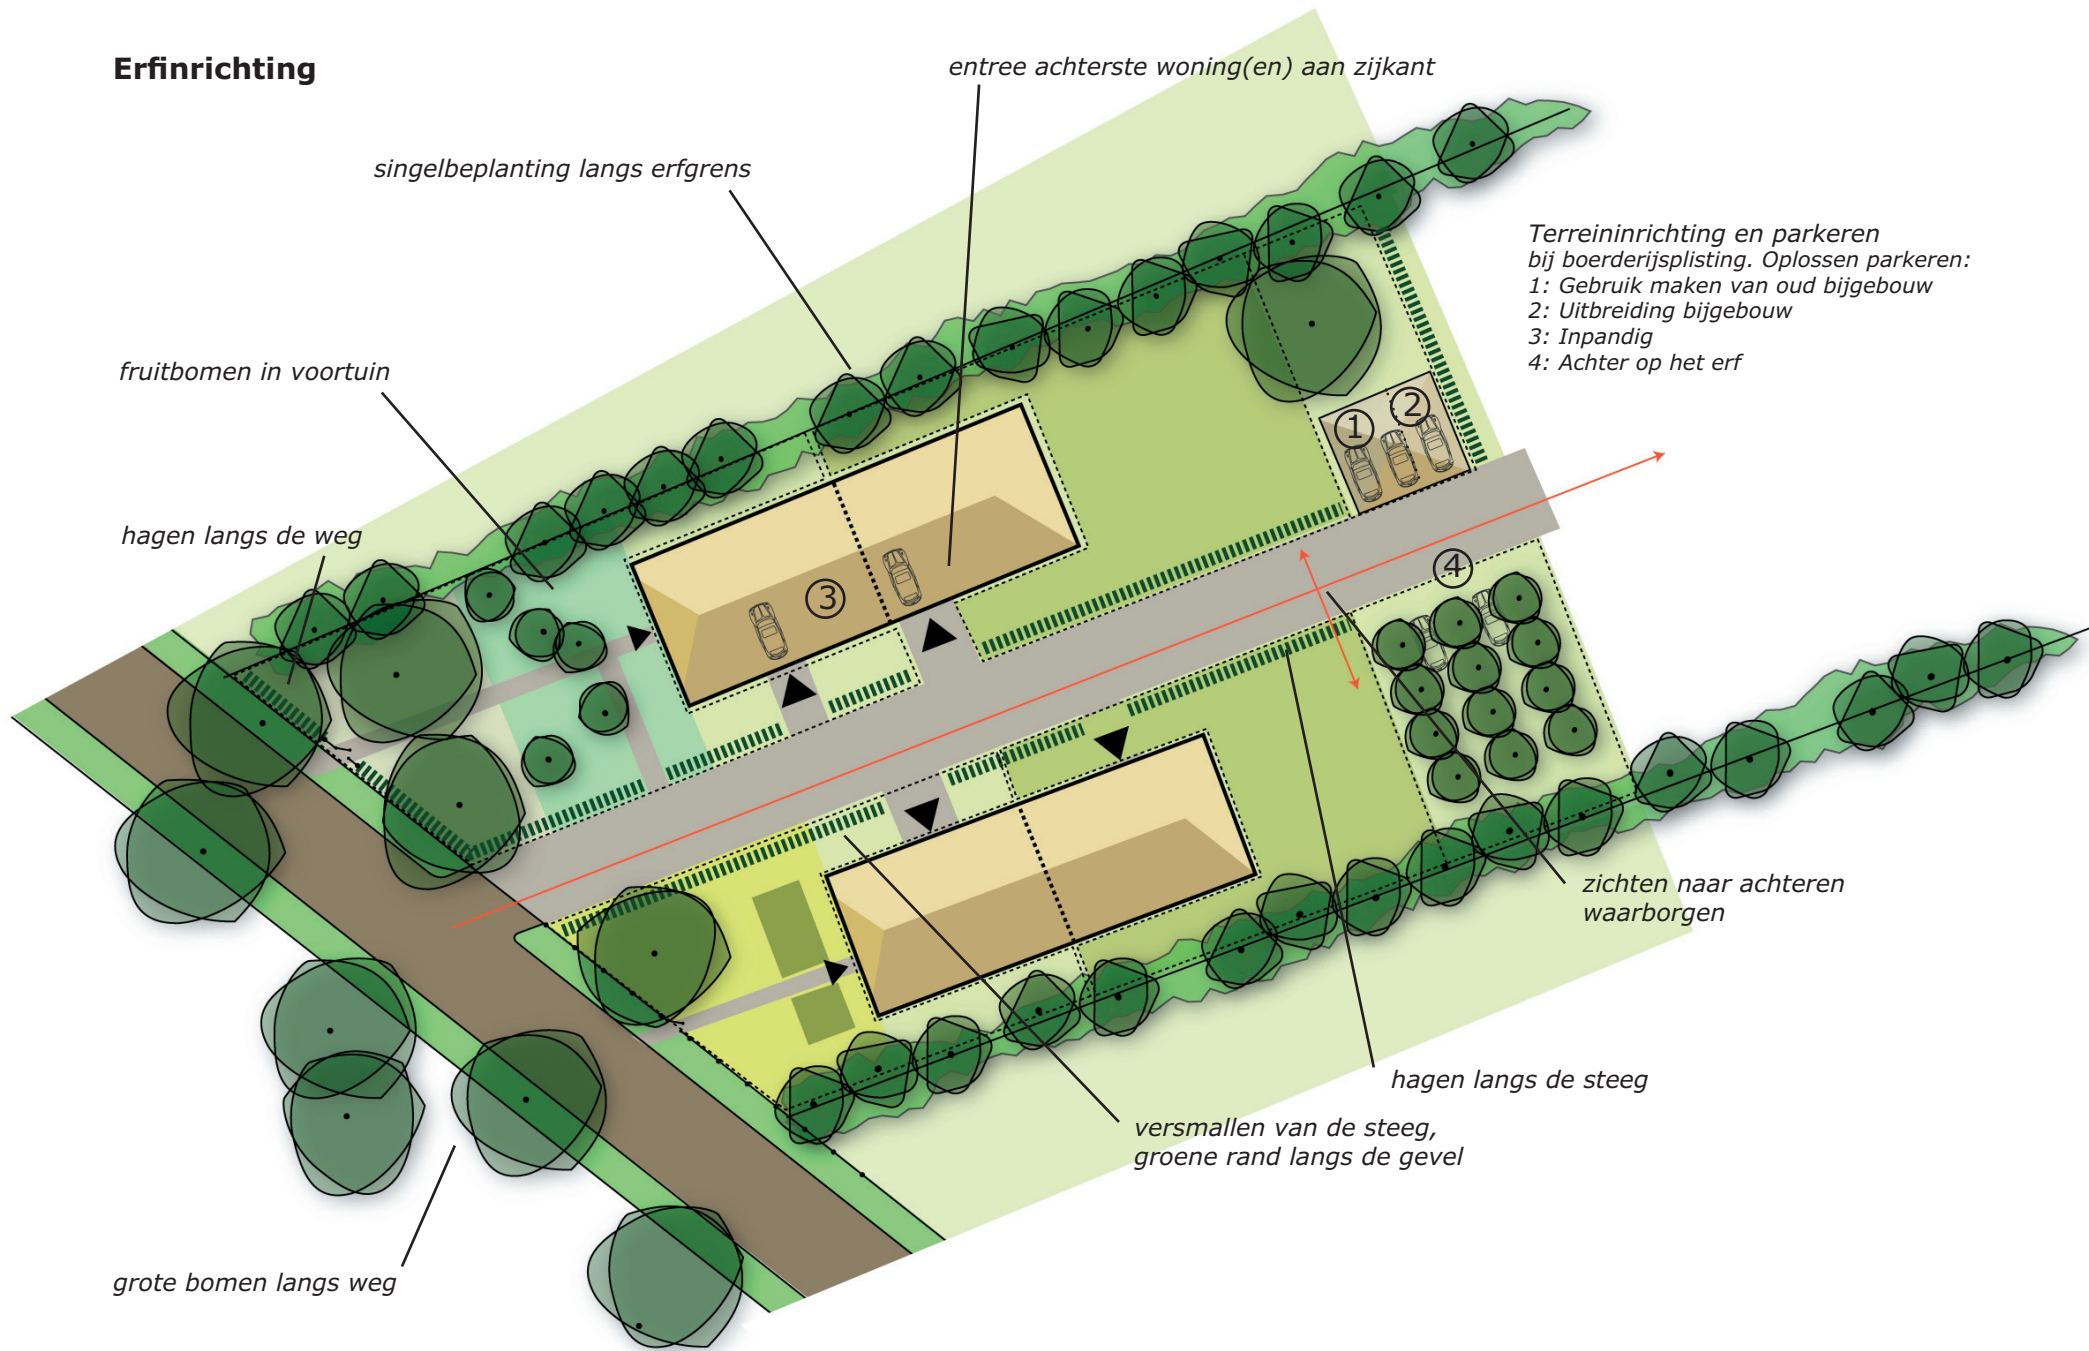 Erfinrichting
entree achterste woning(en) aan zijkant
singelbeplanting langs erfgrens
Terreininrichting en parkeren
bij boerderijsplisting. Oplossen parkeren:
1: Gebruik maken van oud bijgebouw
2: Uitbreiding bijgebouw
3: Inpandig
4: Achter op het erf
fruitbomen in voortuin
1
2
hagen langs de weg
4
3
zichten naar achteren
waarborgen
hagen langs de steeg
versmallen van de steeg,
groene rand langs de gevel
grote bomen langs weg